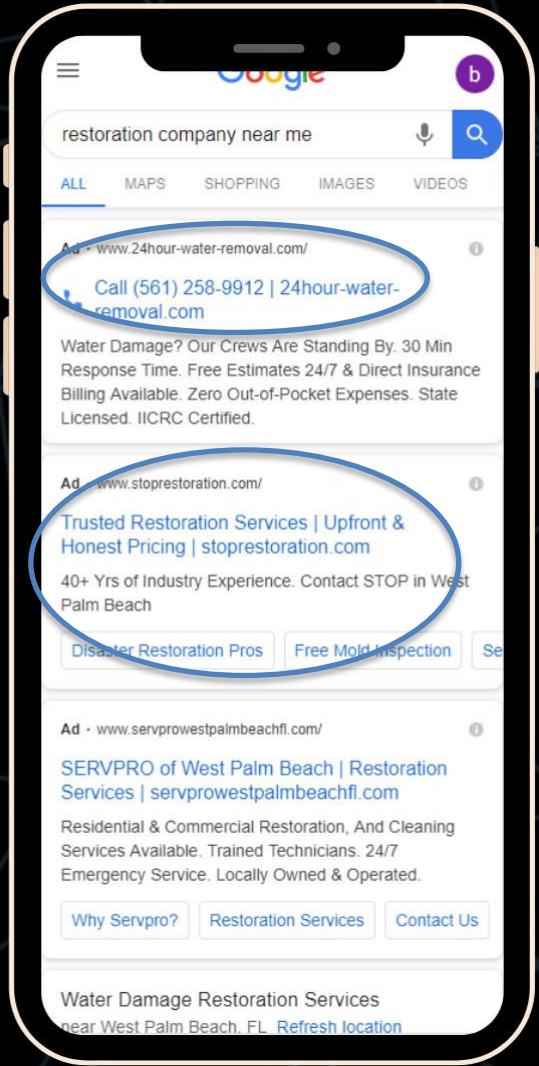 Google
b
restoration company near me
ALL MAPS SHOPPING IMAGES VIDEOS
Ad · www.24hour-water-removal.com/
Call (561) 258-9912 | 24hour-water-
removal.com
Water Damage? Our Crews Are Standing By. 30 Min
Response Time. Free Estimates 24/7 & Direct Insurance
Billing Available. Zero Out-of-Pocket Expenses. State
Licensed. IICRC Certified.
Ad · www.stoprestoration.com/
Trusted Restoration Services | Upfront &
Honest Pricing | stoprestoration.com
40+ Yrs of Industry Experience. Contact STOP in West
Palm Beach
Disaster Restoration Pros Free Mold Inspection Se
Ad · www.servprowestpalmbeachfl.com/
SERVPRO of West Palm Beach | Restoration
Services | servprowestpalmbeachfl.com
Residential & Commercial Restoration, And Cleaning
Services Available. Trained Technicians. 24/7
Emergency Service. Locally Owned & Operated.
Why Servpro? Restoration Services Contact Us
Water Damage Restoration Services
near West Palm Beach, FL Refresh location